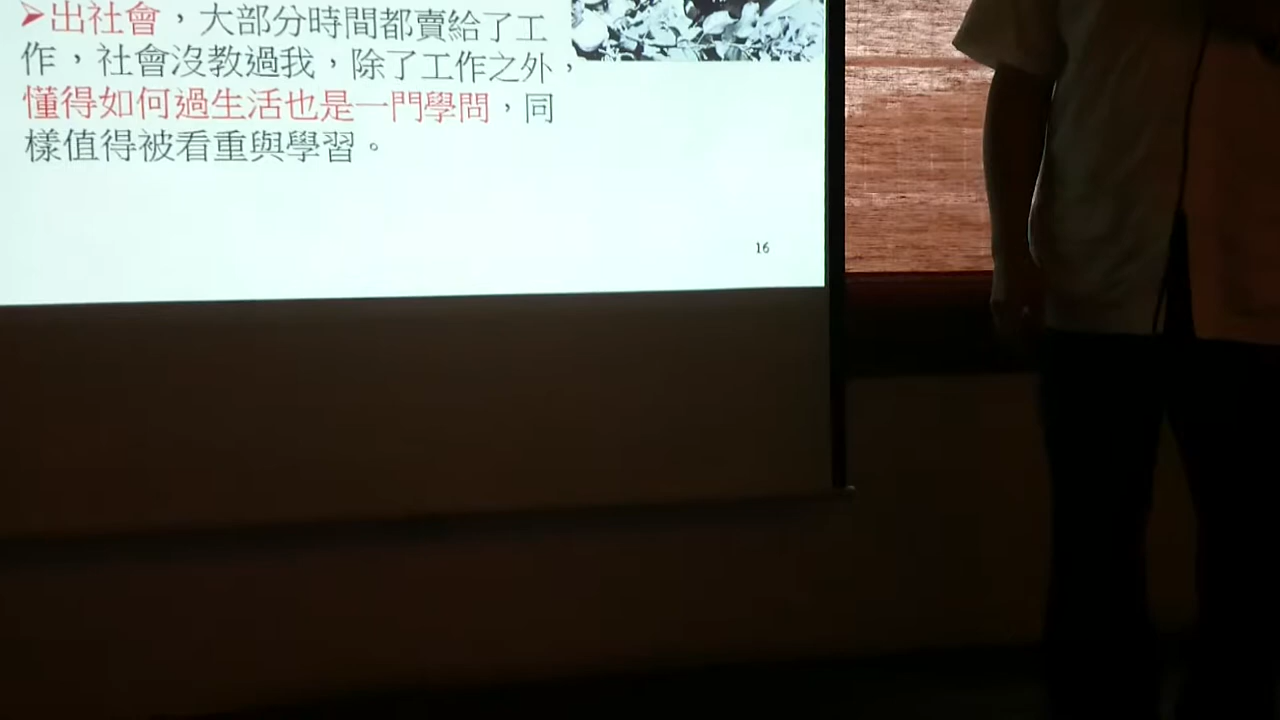 ➢出社會，大部分時間都賣給了工
作，社會沒教過我，除了工作之外，
懂得如何過生活也是一門學問，同
樣值得被看重與學習。
16